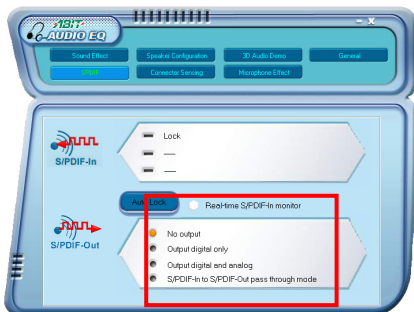 ABIT
AUDIO EQ
- X
Sound Effect
Speaker Configuration
3D Audio Demo
General
SPDIF
Connector Sensing
Microphone Effect
Lock
S/PDIF-In
Auto Lock
Real-time S/PDIF-In monitor
No output
S/PDIF-Out
Output digital only
Output digital and analog
S/PDIF-In to S/PDIF-Out pass through mode